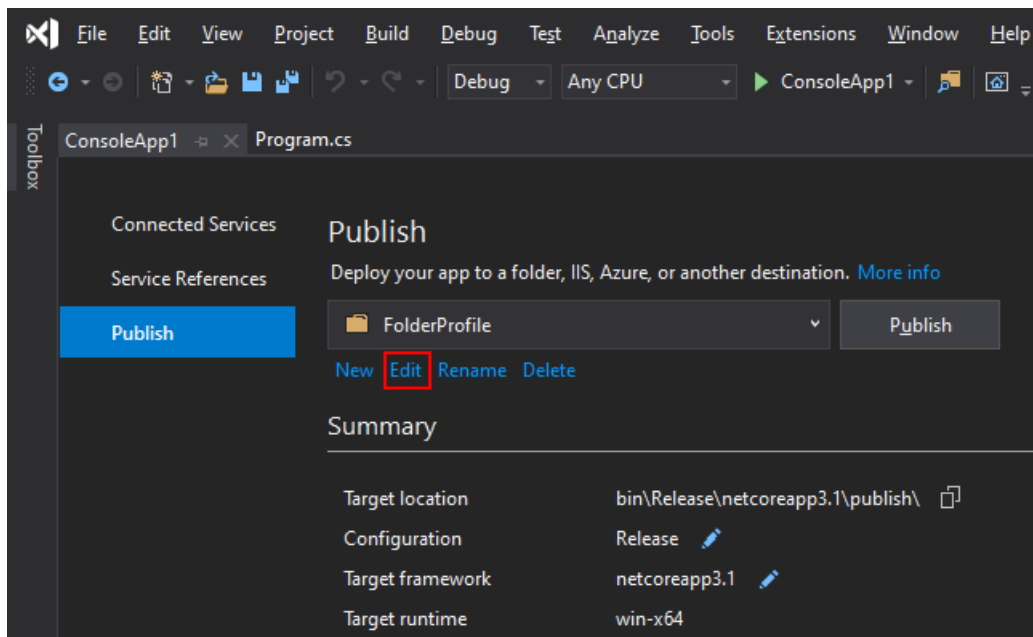 File Edit View Project Build Debug Test Analyze Tools Extensions Window Help
Debug Any CPU ConsoleApp1
Toolbox
ConsoleApp1 Program.cs
Connected Services
Service References
Publish
Publish
Deploy your app to a folder, IIS, Azure, or another destination. More info
FolderProfile Publish
New Edit Rename Delete
Summary
Target location bin\Release\netcoreapp3.1\publish\
Configuration Release
Target framework netcoreapp3.1
Target runtime win-x64